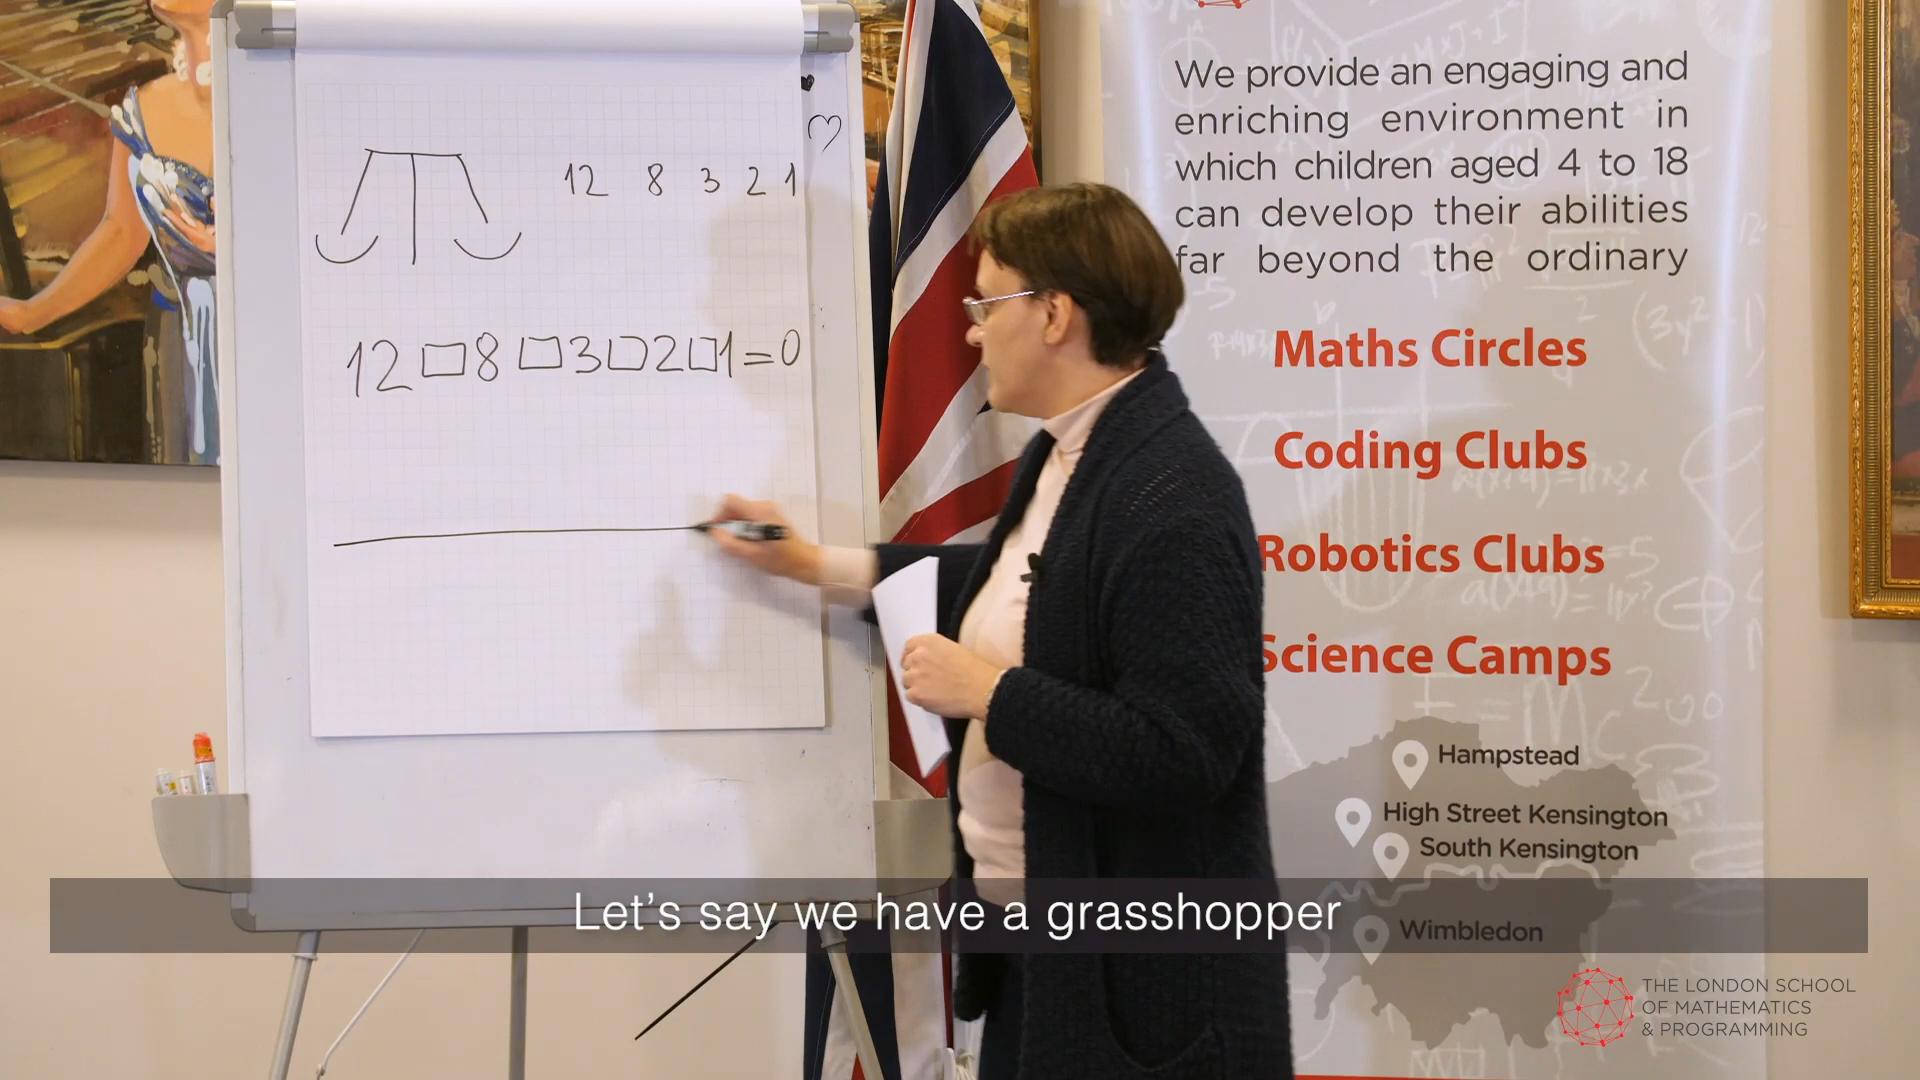 12 8 3 2 1
12 □ 8 □ 3 □ 2 □ 1 = 0
We provide an engaging and
enriching environment in
which children aged 4 to 18
can develop their abilities
far beyond the ordinary
Maths Circles
Coding Clubs
Robotics Clubs
Science Camps
Hampstead
High Street Kensington
South Kensington
Wimbledon
Let's say we have a grasshopper
THE LONDON SCHOOL
OF MATHEMATICS
& PROGRAMMING